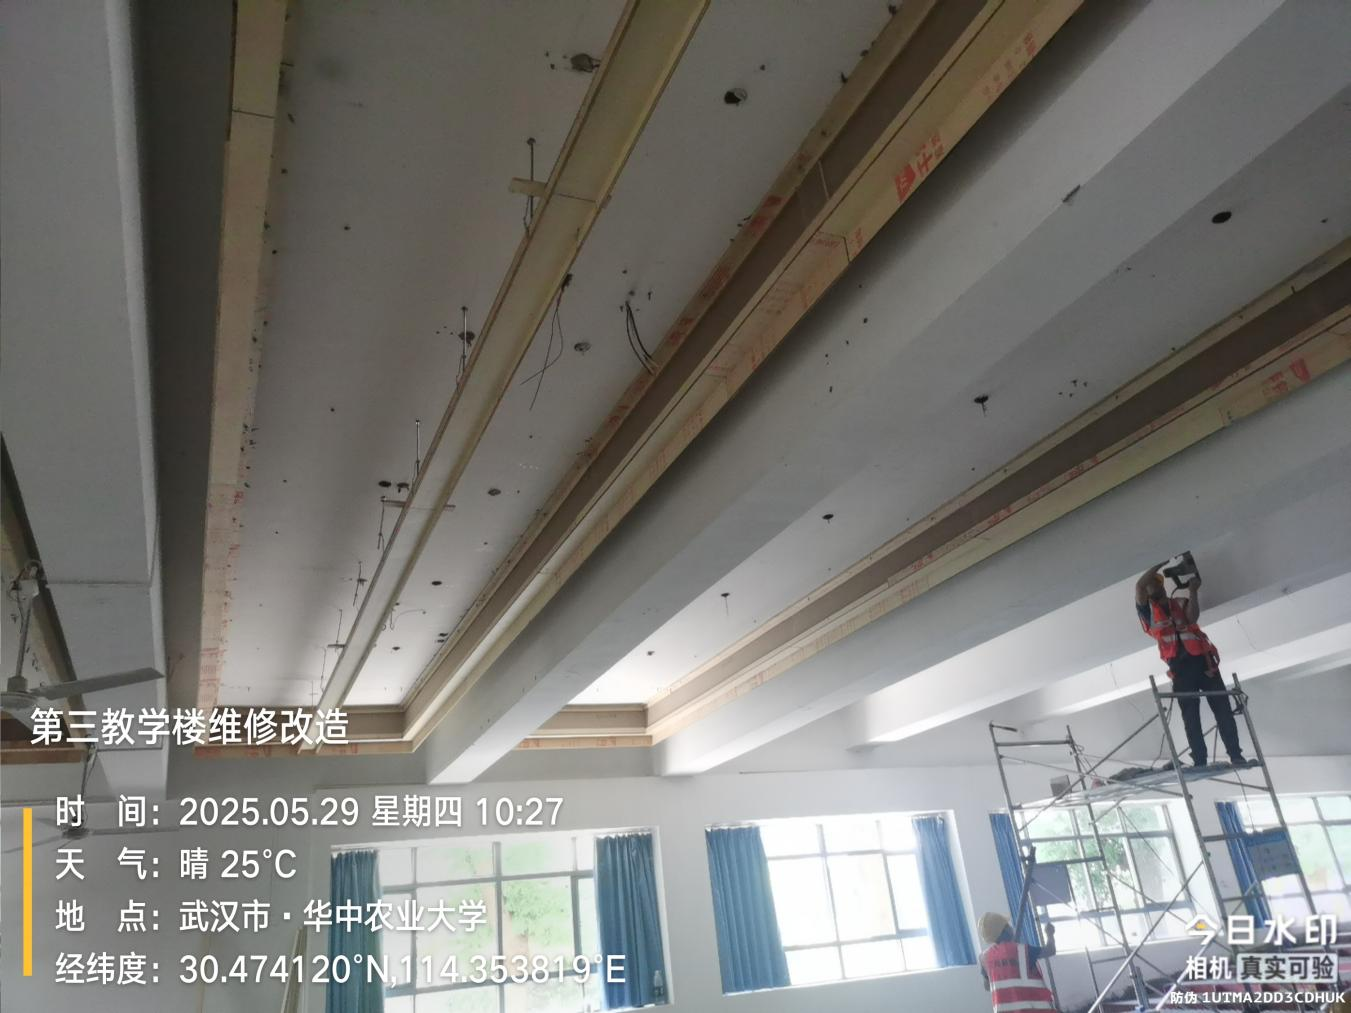 第三教学楼维修改造
时 间：2025.05.29 星期四 10:27
天 气：晴 25°C
地 点：武汉市·华中农业大学
经纬度：30.474120°N,114.353819°E
今日水印
相机 真实可验
防伪 1UTMA2DD3CDHUK